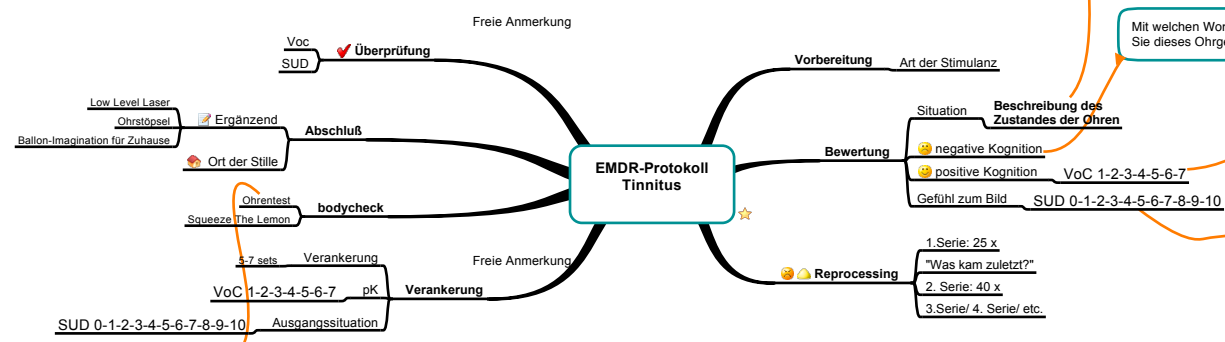 Freie Anmerkung
Mit welchen
Sie dieses
Voc
Überprüfung
SUD
Vorbereitung
Art der Stimulanz
Low Level Laser
Ohrstöpsel
Ballon-Imagination für Zuhause
Ergänzend
Abschluß
Ort der Stille
Situation
Beschreibung des
Zustandes der Ohren
Bewertung
negative Kognition
positive Kognition
VoC 1-2-3-4-5-6-7
Gefühl zum Bild
SUD 0-1-2-3-4-5-6-7-8-9-10
EMDR-Protokoll
Tinnitus
Ohrentest
Squeeze The Lemon
bodycheck
Freie Anmerkung
5-7 sets
Verankerung
VoC 1-2-3-4-5-6-7
pK
Verankerung
SUD 0-1-2-3-4-5-6-7-8-9-10
Ausgangssituation
Reprocessing
1.Serie: 25 x
"Was kam zuletzt?"
2. Serie: 40 x
3.Serie/ 4. Serie/ etc.